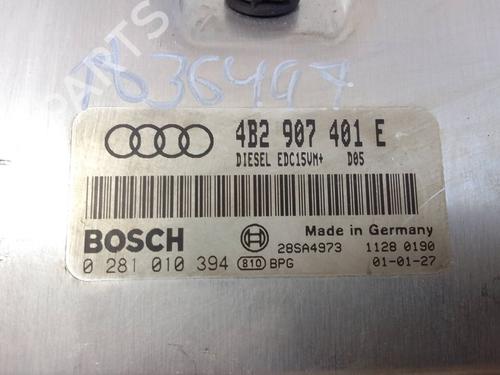 1836497
4B2 907 401 E
DIESEL EDC15VM+ D05
BOSCH
Made in Germany
28SA4973 1128 0190
0 281 010 394 810 BPG 01-01-27